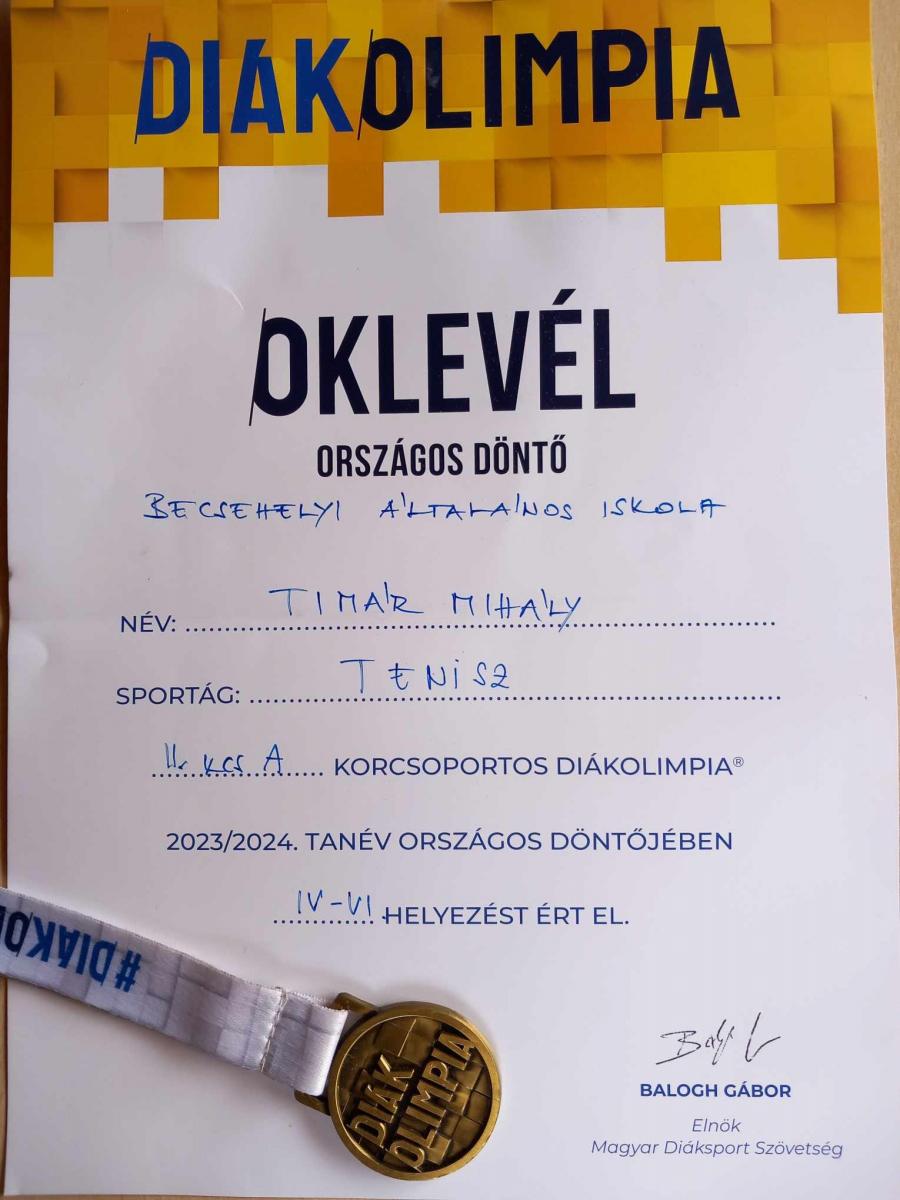 DIÁKOLIMPIA
OKLEVÉL
ORSZÁGOS DÖNTŐ
BECSEHELYI ÁLTALÁNOS ISKOLA
NÉV: TIMÁR MIHÁLY
SPORTÁG: TENISZ
II. kcs A KORCSOPORTOS DIÁKOLIMPIA®
2023/2024. TANÉV ORSZÁGOS DÖNTŐJÉBEN
IV-VI HELYEZÉST ÉRT EL.
#DIÁKOL
DIÁK
OLIMPIA
BALOGH GÁBOR
Elnök
Magyar Diáksport Szövetség